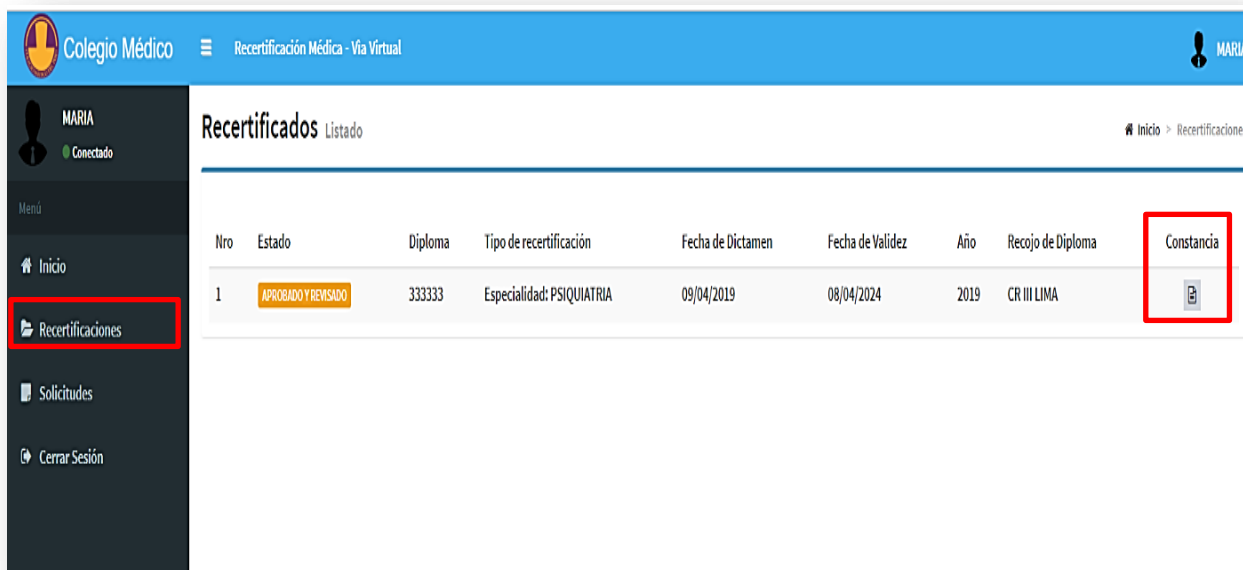 Colegio Médico
Recertificación Médica - Via Virtual
MARIA
MARIA
Conectado
Menú
Inicio
Recertificaciones
Solicitudes
Cerrar Sesión
Recertificados Listado
Inicio > Recertificacione
Nro Estado Diploma Tipo de recertificación Fecha de Dictamen Fecha de Validez Año Recojo de Diploma Constancia
1 APROBADO Y REVISADO 333333 Especialidad: PSIQUIATRIA 09/04/2019 08/04/2024 2019 CR III LIMA